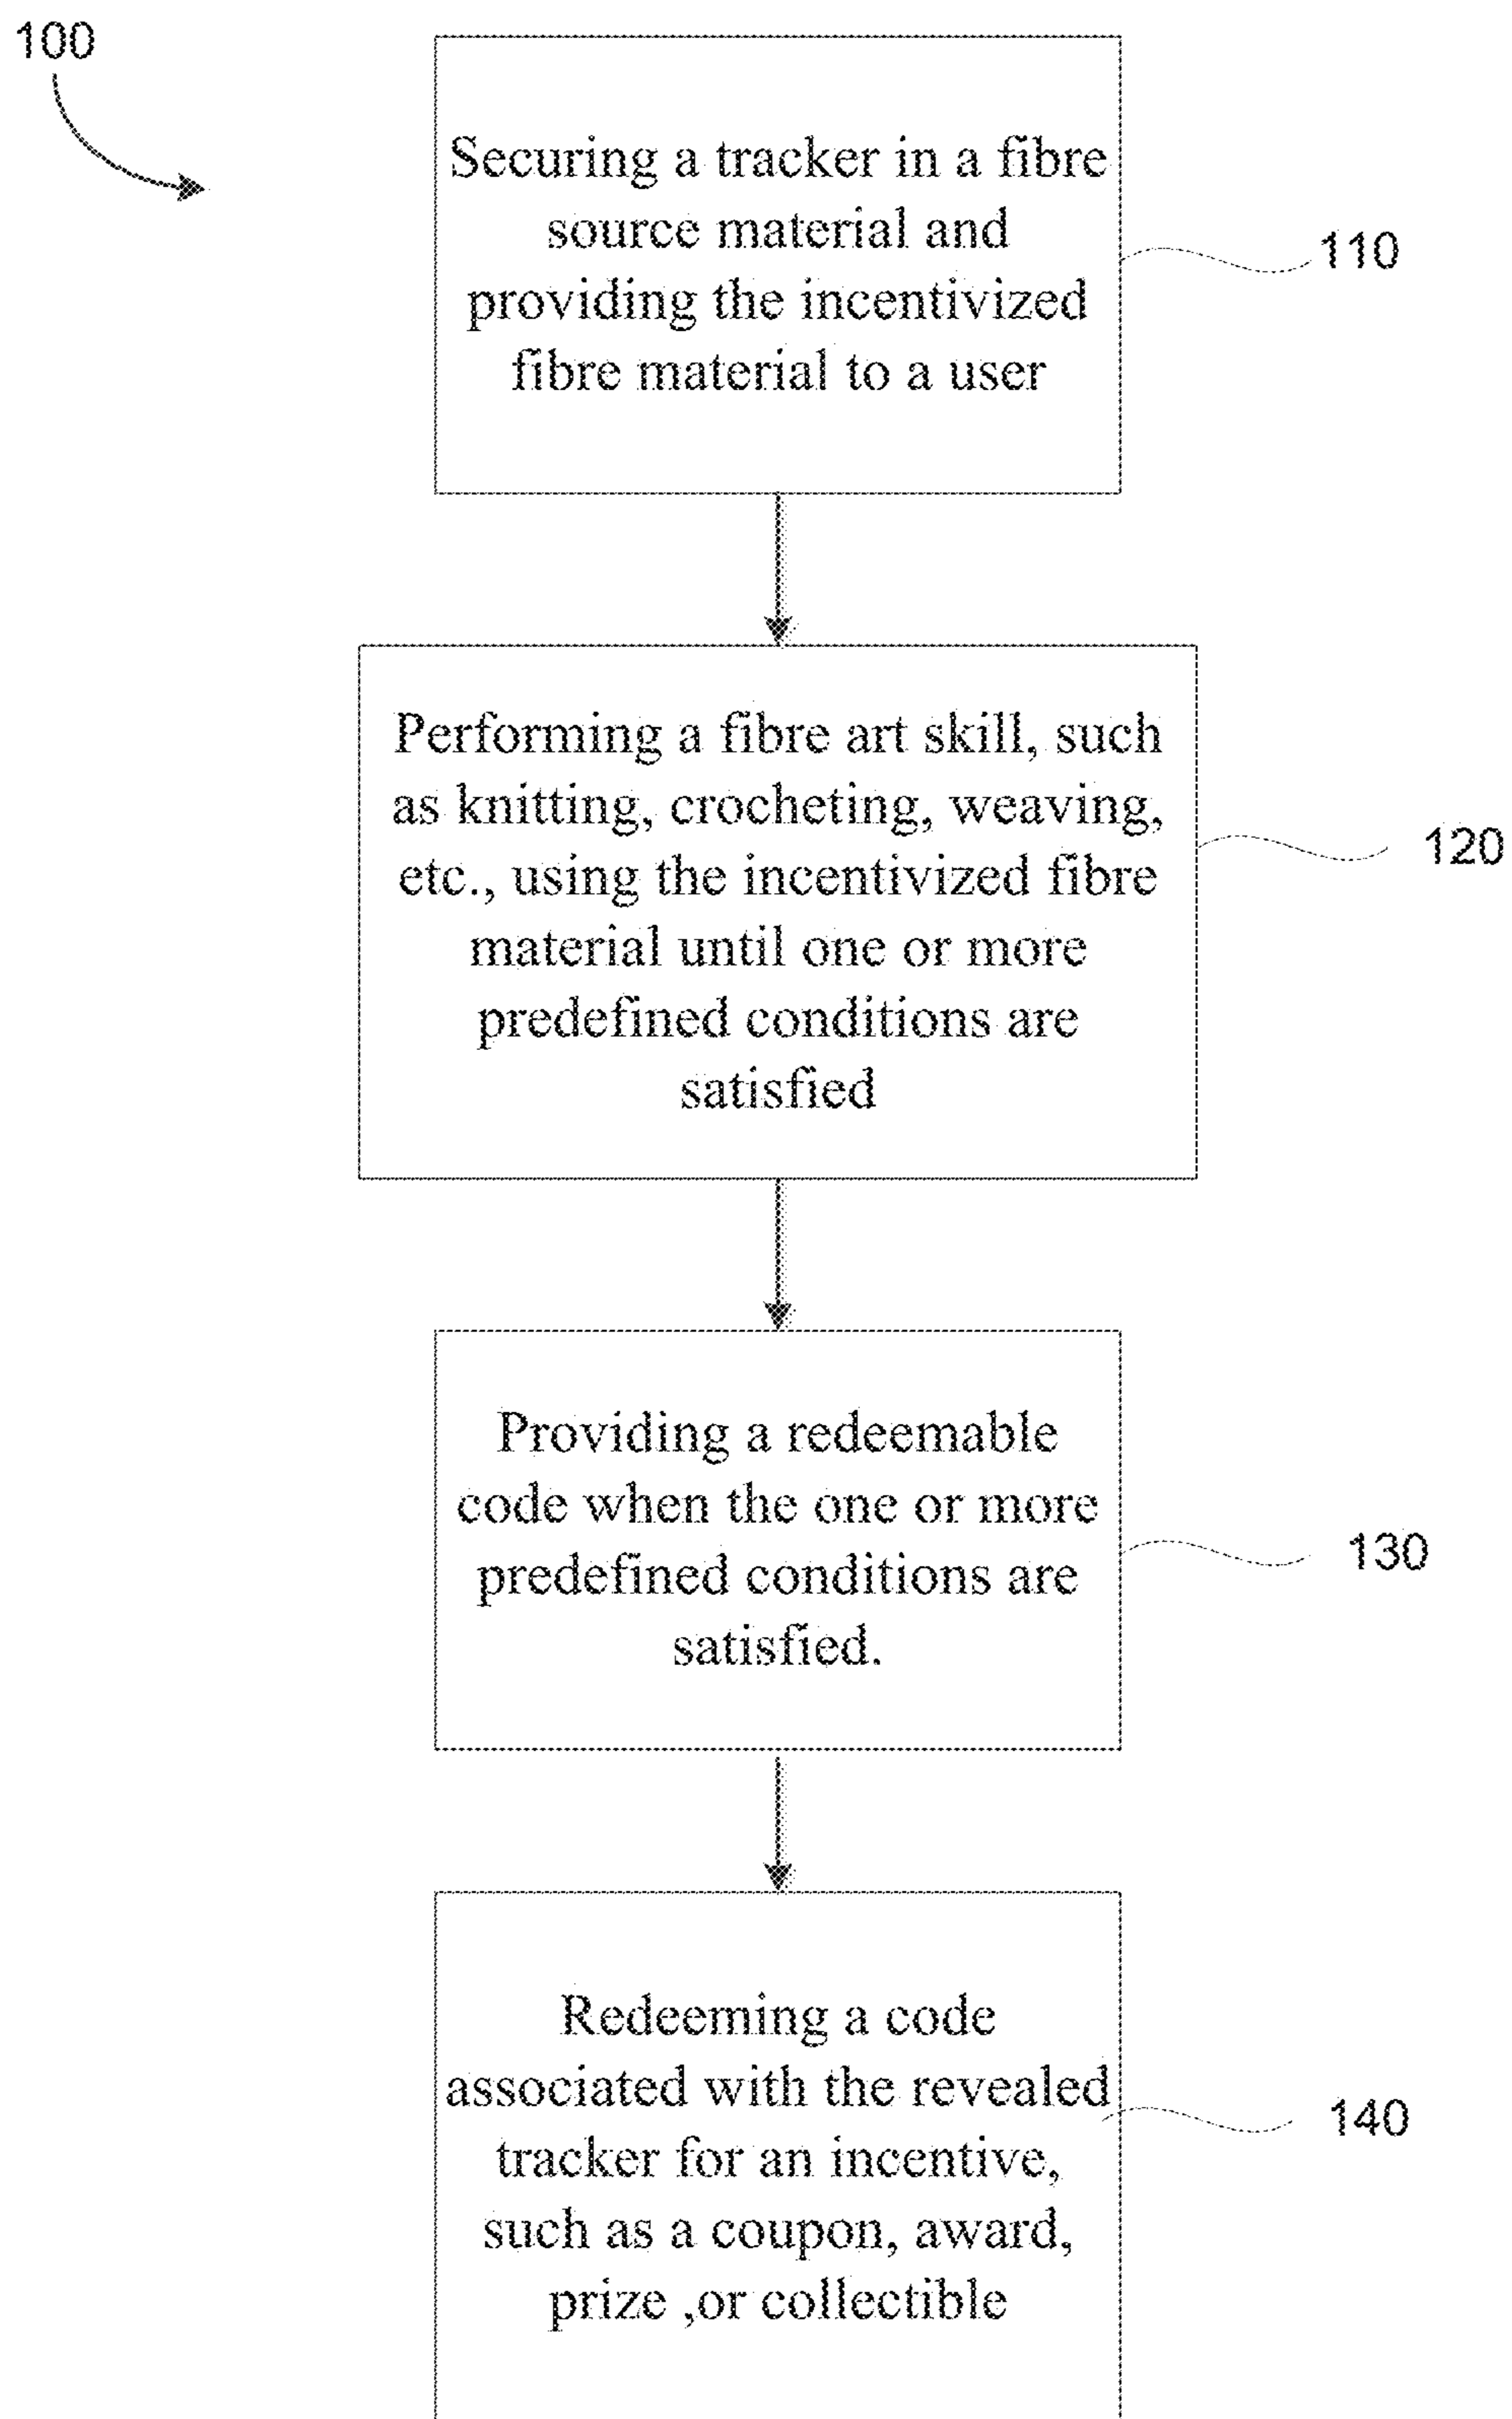 100
Securing a tracker in a fibre
source material and
providing the incentivized
fibre material to a user
110
Performing a fibre art skill, such
as knitting, crocheting, weaving,
etc., using the incentivized fibre
material until one or more
predefined conditions are
satisfied
120
Providing a redeemable
code when the one or more
predefined conditions are
satisfied.
130
Redeeming a code
associated with the revealed
tracker for an incentive,
such as a coupon, award,
prize ,or collectible
140